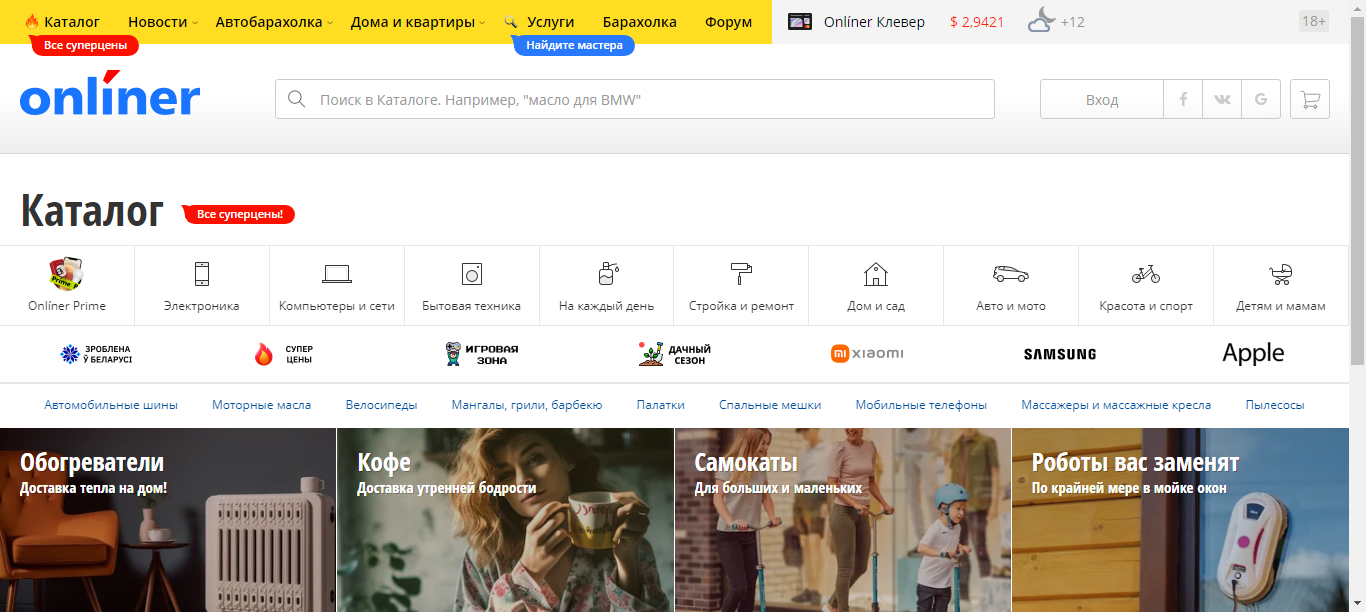 Каталог
Новости
Автобарахолка
Дома и квартиры
Услуги
Барахолка
Форум
Onlíner Клевер
$ 2,9421
+12
18+
Все суперцены
Найдите мастера
onlíner
Поиск в Каталоге. Например, "масло для BMW"
Вход
f
G
Каталог
Все суперцены!
Onlíner Prime
Электроника
Компьютеры и сети
Бытовая техника
На каждый день
Стройка и ремонт
Дом и сад
Авто и мото
Красота и спорт
Детям и мамам
ЗРОБЛЕНА
Ў БЕЛАРУСІ
СУПЕР
ЦЕНЫ
ИГРОВАЯ
ЗОНА
ДАЧНЫЙ
СЕЗОН
mi xiaomi
SAMSUNG
Apple
Автомобильные шины
Моторные масла
Велосипеды
Мангалы, грили, барбекю
Палатки
Спальные мешки
Мобильные телефоны
Массажеры и массажные кресла
Пылесосы
Обогреватели
Доставка тепла на дом!
Кофе
Доставка утренней бодрости
Самокаты
Для больших и маленьких
Роботы вас заменят
По крайней мере в мойке окон